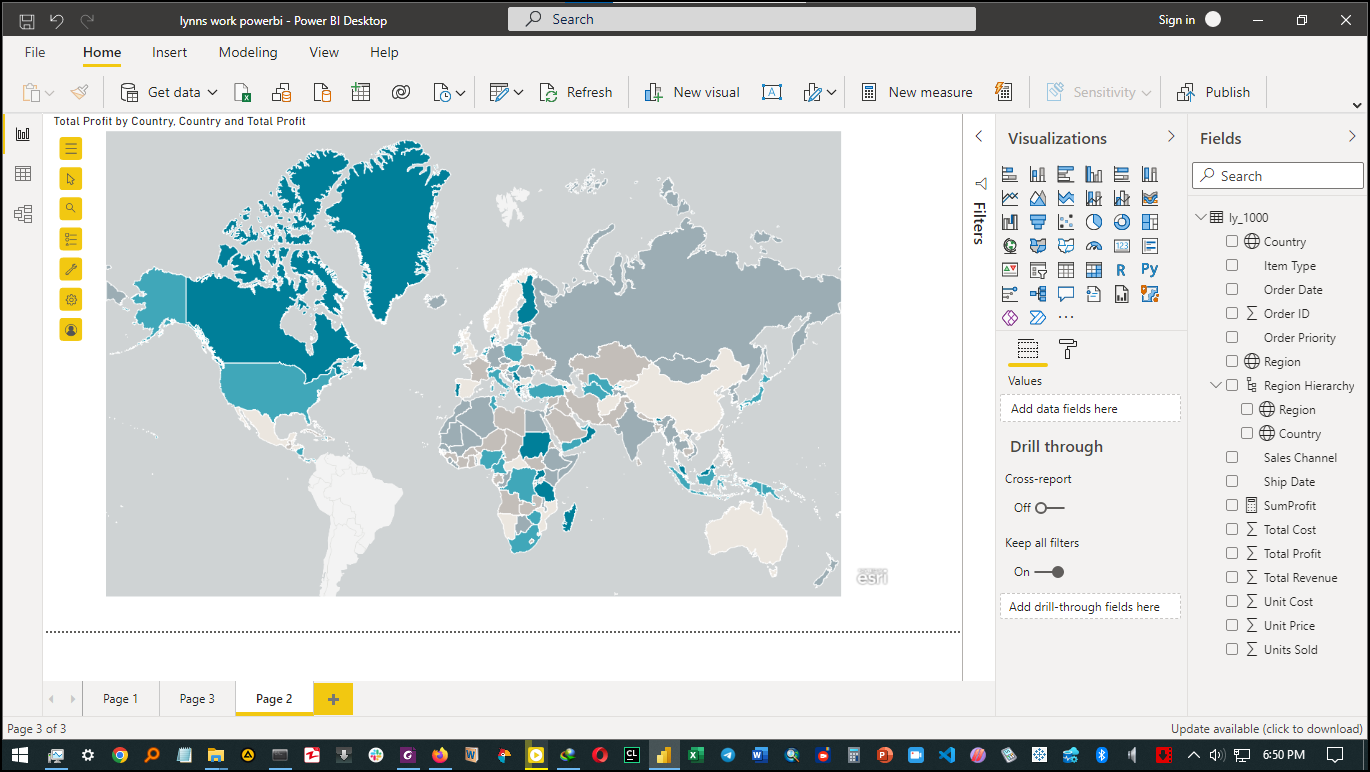 lynns work powerbi - Power BI Desktop
Search
Sign in
File
Home
Insert
Modeling
View
Help
Get data
Refresh
New visual
New measure
Sensitivity
Publish
Total Profit by Country, Country and Total Profit
esri
Filters
Visualizations
R
Py
123
Values
Add data fields here
Drill through
Cross-report
Off
Keep all filters
On
Add drill-through fields here
Fields
Search
ly_1000
Country
Item Type
Order Date
Order ID
Order Priority
Region
Region Hierarchy
Region
Country
Sales Channel
Ship Date
SumProfit
Total Cost
Total Profit
Total Revenue
Unit Cost
Unit Price
Units Sold
Page 1
Page 3
Page 2
Page 3 of 3
Update available (click to download)
6:50 PM